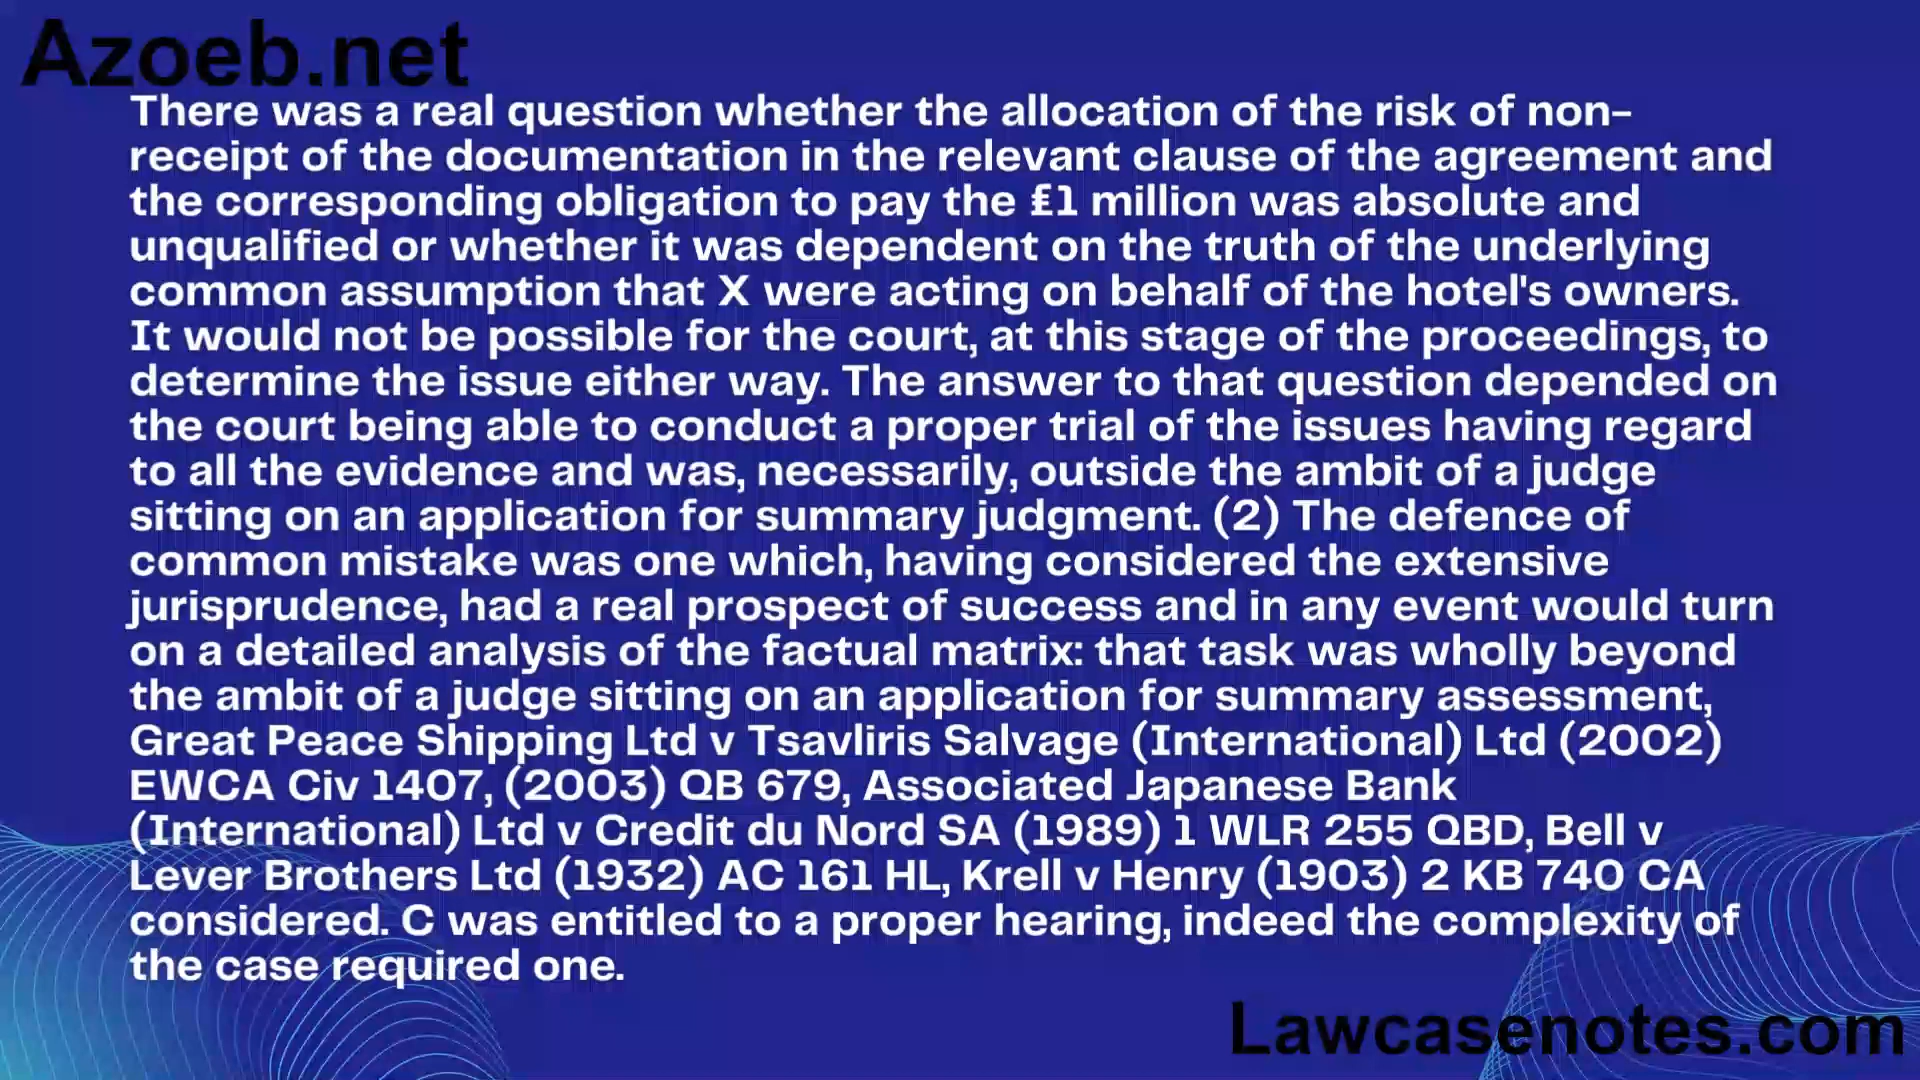 Azoeb.net
There was a real question whether the allocation of the risk of non-
receipt of the documentation in the relevant clause of the agreement and
the corresponding obligation to pay the £1 million was absolute and
unqualified or whether it was dependent on the truth of the underlying
common assumption that X were acting on behalf of the hotel's owners.
It would not be possible for the court, at this stage of the proceedings, to
determine the issue either way. The answer to that question depended on
the court being able to conduct a proper trial of the issues having regard
to all the evidence and was, necessarily, outside the ambit of a judge
sitting on an application for summary judgment. (2) The defence of
common mistake was one which, having considered the extensive
jurisprudence, had a real prospect of success and in any event would turn
on a detailed analysis of the factual matrix: that task was wholly beyond
the ambit of a judge sitting on an application for summary assessment,
Great Peace Shipping Ltd v Tsavliris Salvage (International) Ltd (2002)
EWCA Civ 1407, (2003) QB 679, Associated Japanese Bank
(International) Ltd v Credit du Nord SA (1989) 1 WLR 255 QBD, Bell v
Lever Brothers Ltd (1932) AC 161 HL, Krell v Henry (1903) 2 KB 740 CA
considered. C was entitled to a proper hearing, indeed the complexity of
the case required one.
Lawcasenotes.com